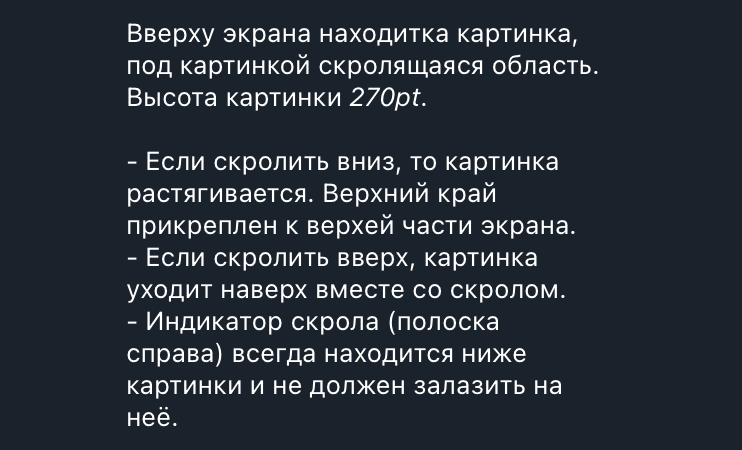 Вверху экрана находитка картинка,
под картинкой скролящаяся область.
Высота картинки 270pt.
- Если скролить вниз, то картинка
растягивается. Верхний край
прикреплен к верхей части экрана.
- Если скролить вверх, картинка
уходит наверх вместе со скролом.
- Индикатор скрола (полоска
справа) всегда находится ниже
картинки и не должен залазить на
неё.